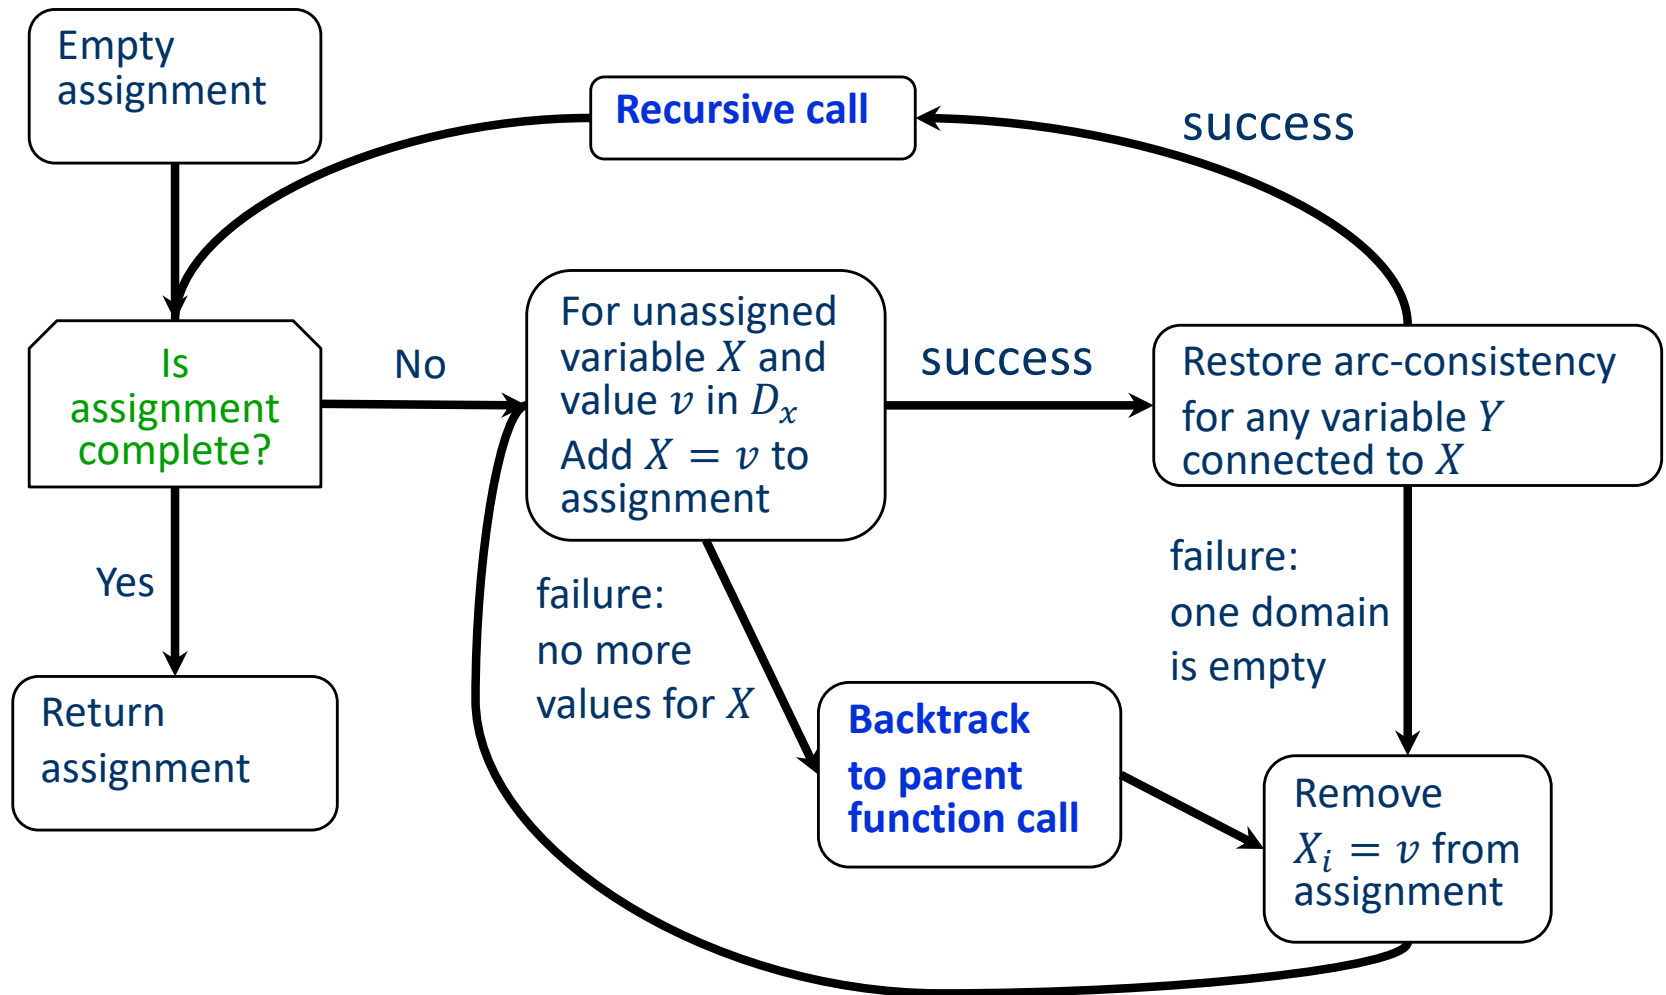 Empty
assignment
Recursive call
success
Is
assignment
complete?
No
For unassigned
variable X and
value v in Dₓ
Add X = v to
assignment
success
Restore arc-consistency
for any variable Y
connected to X
Yes
failure:
no more
values for X
failure:
one domain
is empty
Return
assignment
Backtrack
to parent
function call
Remove
Xᵢ = v from
assignment